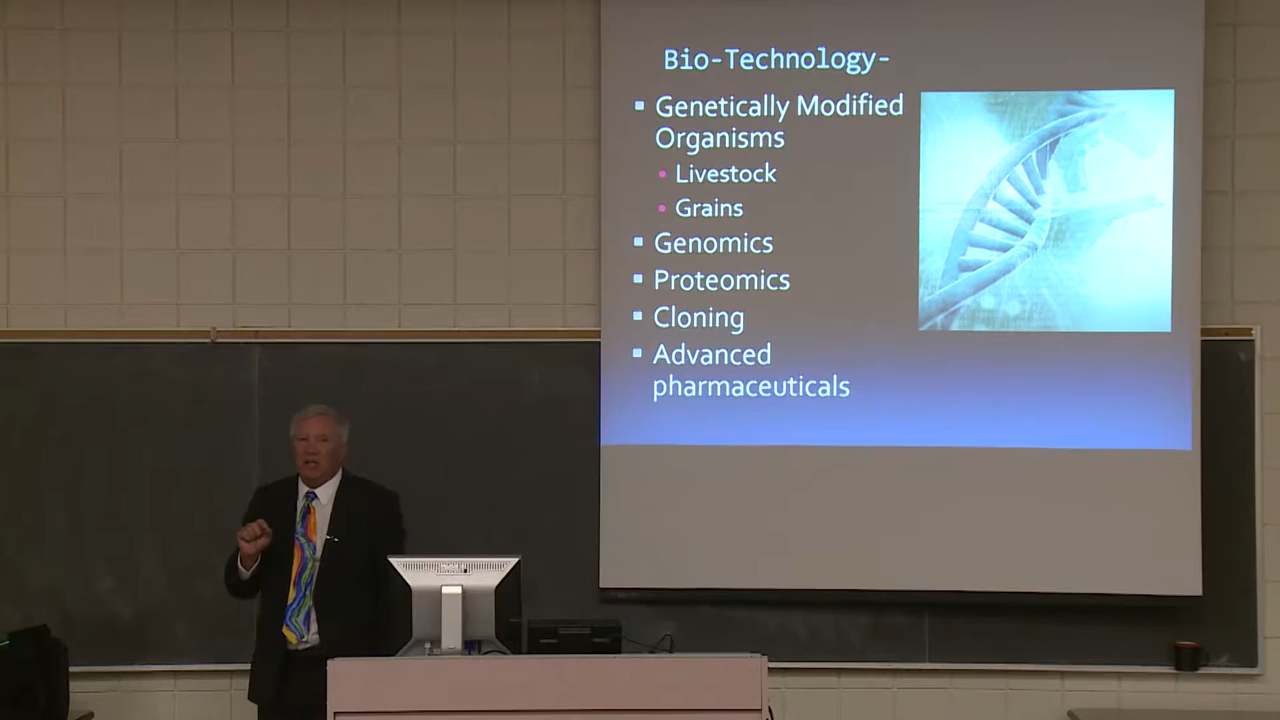 Bio-Technology-
▪ Genetically Modified
Organisms
• Livestock
• Grains
▪ Genomics
▪ Proteomics
▪ Cloning
▪ Advanced
pharmaceuticals